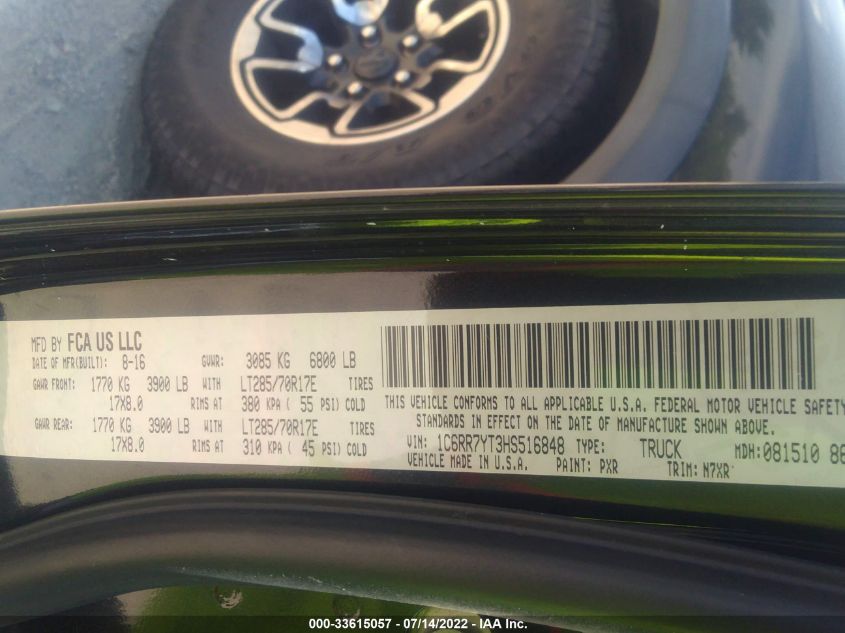 MFD BY FCA US LLC
DATE OF MFR(BUILT): 8-16 GVWR: 3085 KG 6800 LB
GAWR FRONT: 1770 KG 3900 LB WITH LT285/70R17E TIRES
17X8.0 RIMS AT 380 KPA ( 55 PSI) COLD
GAWR REAR: 1770 KG 3900 LB WITH LT285/70R17E TIRES
17X8.0 RIMS AT 310 KPA ( 45 PSI) COLD
THIS VEHICLE CONFORMS TO ALL APPLICABLE U.S.A. FEDERAL MOTOR VEHICLE SAFETY
STANDARDS IN EFFECT ON THE DATE OF MANUFACTURE SHOWN ABOVE.
VIN: 1C6RR7YT3HS516848 TYPE: TRUCK MDH:081510 86
VEHICLE MADE IN U.S.A. PAINT: PXR TRIM: N7XR
000-33615057 - 07/14/2022 - IAA Inc.